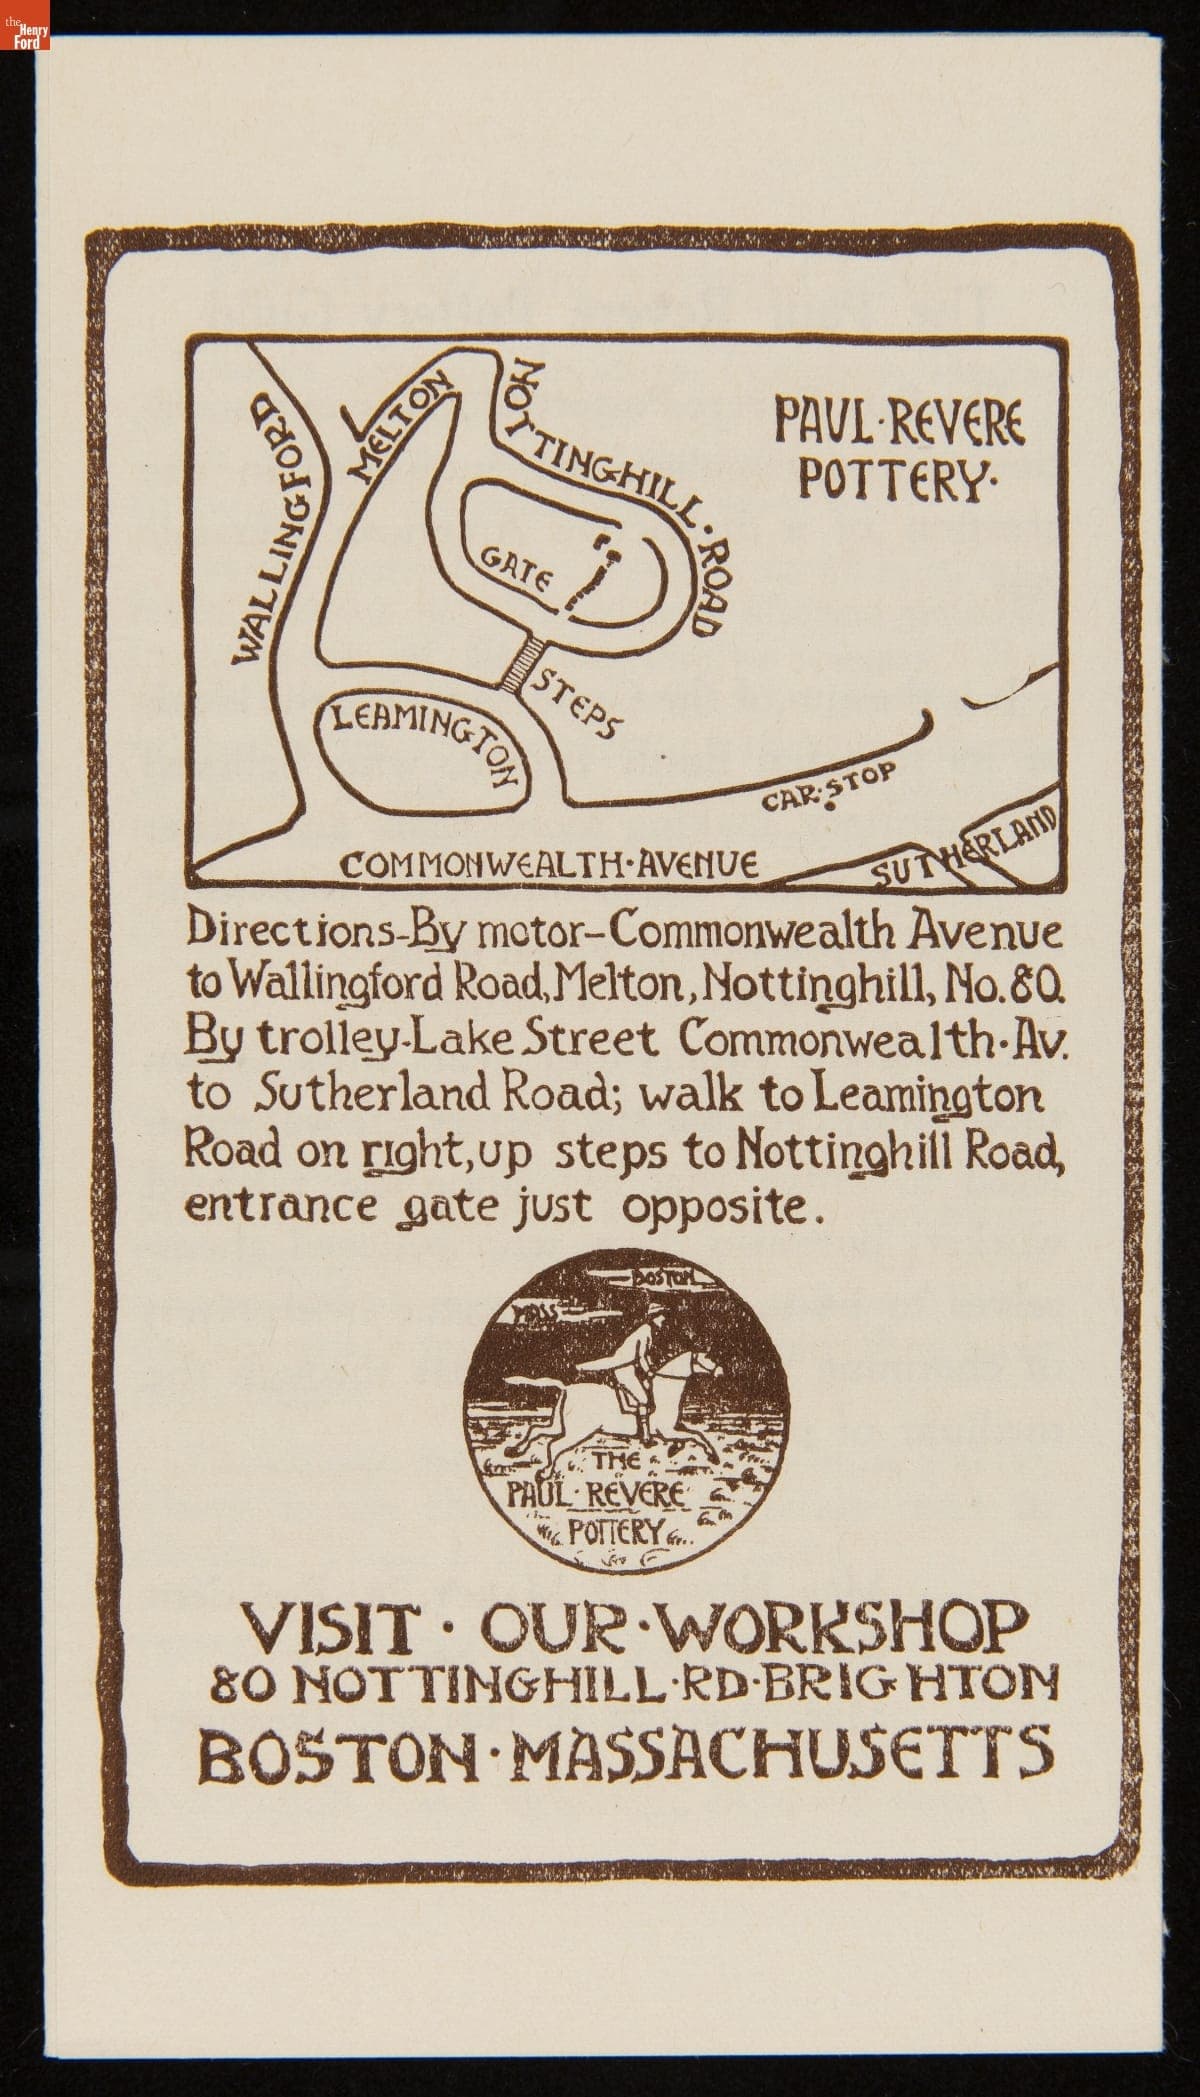 the
Henry
Ford
PAUL·REVERE
POTTERY·
WALLINGFORD
MELTON
NOTTINGHILL·ROAD
GATE
STEPS
LEAMINGTON
CAR·STOP
SUTHERLAND
COMMONWEALTH·AVENUE
Directions-By motor-Commonwealth Avenue
to Wallingford Road, Melton, Nottinghill, No. 80.
By trolley-Lake Street Commonwealth·Av.
to Sutherland Road; walk to Leamington
Road on right, up steps to Nottinghill Road,
entrance gate just opposite.
BOSTON
MASS
THE
PAUL·REVERE
POTTERY
VISIT·OUR·WORKSHOP
80 NOTTINGHILL·RD·BRIGHTON
BOSTON·MASSACHUSETTS